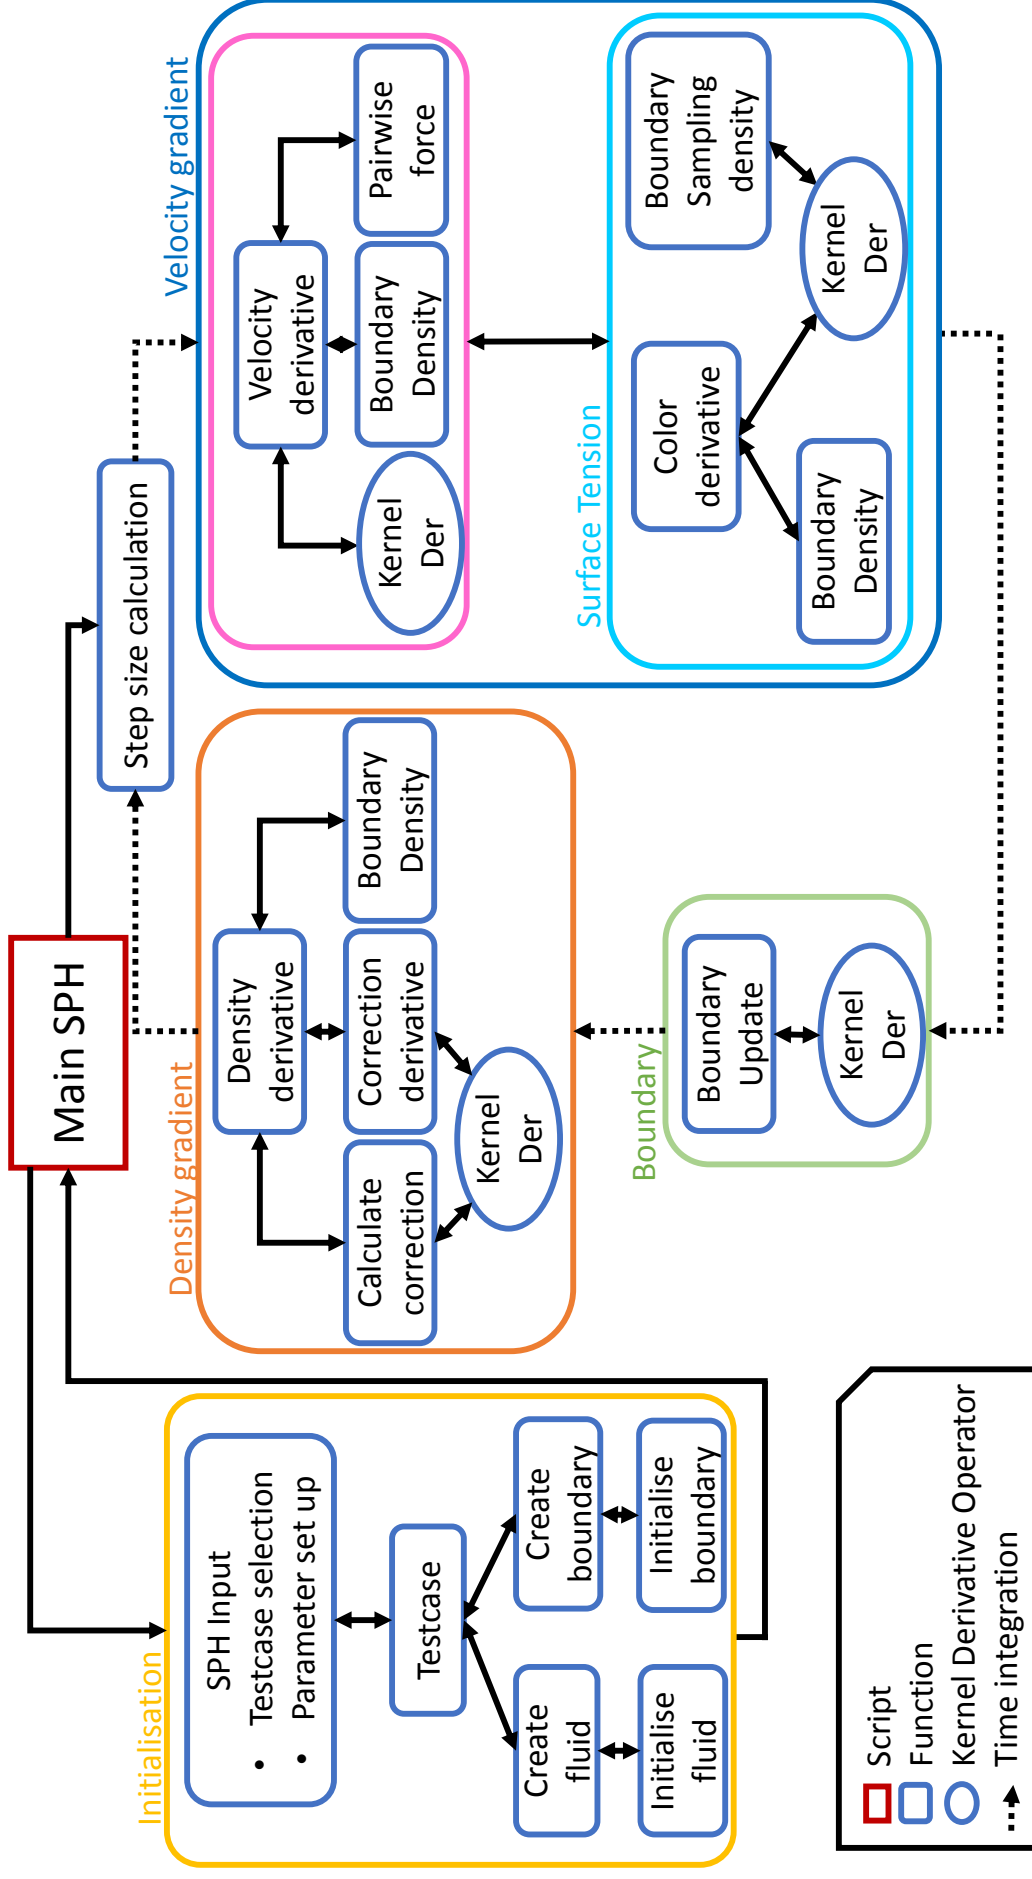 Main SPH
Initialisation
SPH Input
• Testcase selection
• Parameter set up
Testcase
Create
fluid
Create
boundary
Initialise
fluid
Initialise
boundary
Density gradient
Density
derivative
Calculate
correction
Correction
derivative
Boundary
Density
Kernel
Der
Boundary
Boundary
Update
Kernel
Der
Step size calculation
Velocity gradient
Velocity
derivative
Kernel
Der
Boundary
Density
Pairwise
force
Surface Tension
Color
derivative
Boundary
Sampling
density
Boundary
Density
Kernel
Der
Script
Function
Kernel Derivative Operator
Time integration